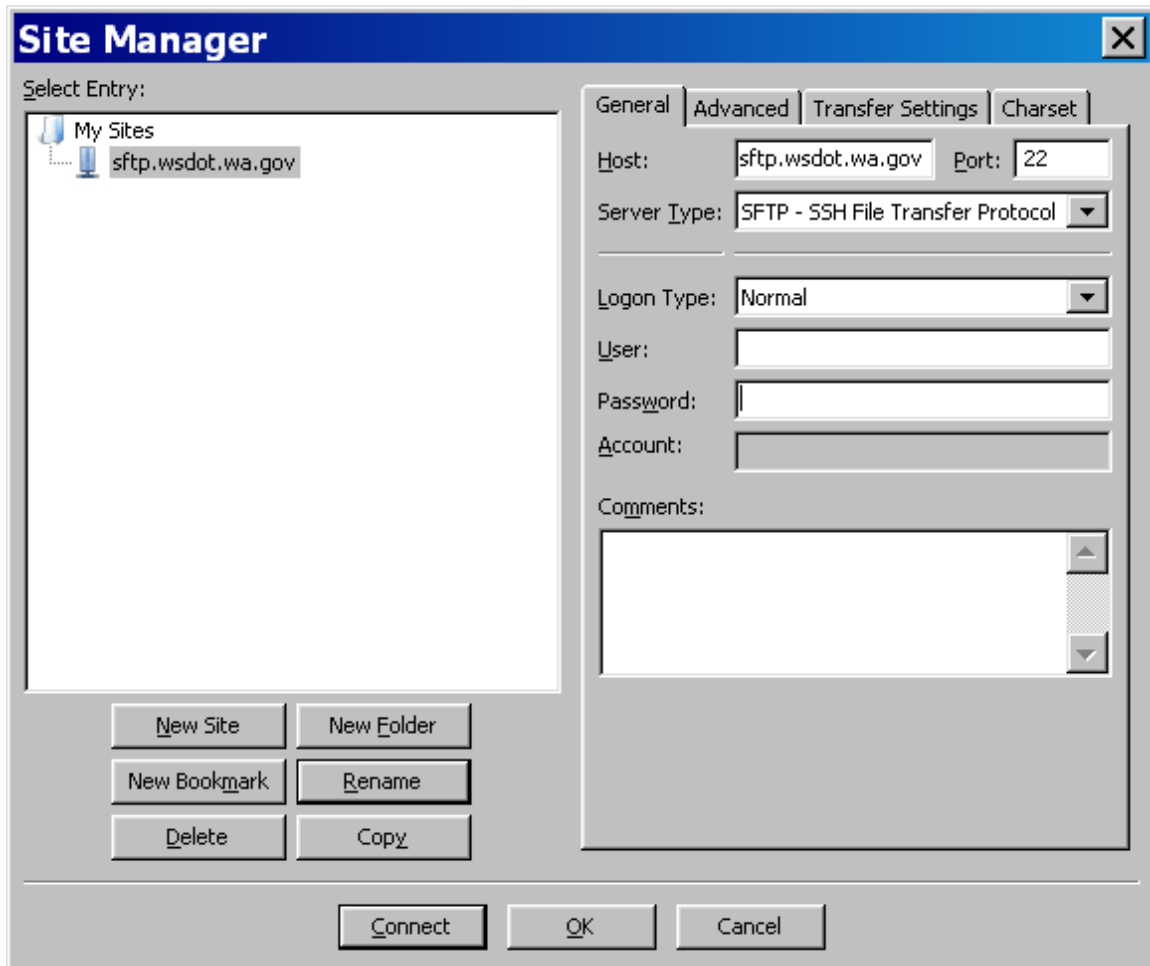 Site Manager
Select Entry:
My Sites
sftp.wsdot.wa.gov
New Site
New Folder
New Bookmark
Rename
Delete
Copy
General
Advanced
Transfer Settings
Charset
Host:
sftp.wsdot.wa.gov
Port:
22
Server Type:
SFTP - SSH File Transfer Protocol
Logon Type:
Normal
User:
Password:
Account:
Comments:
Connect
OK
Cancel